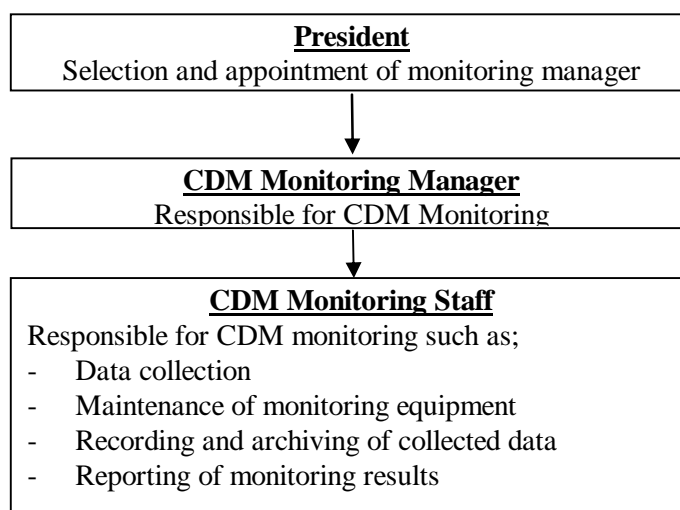 President
Selection and appointment of monitoring manager
CDM Monitoring Manager
Responsible for CDM Monitoring
CDM Monitoring Staff
Responsible for CDM monitoring such as;
- Data collection
- Maintenance of monitoring equipment
- Recording and archiving of collected data
- Reporting of monitoring results